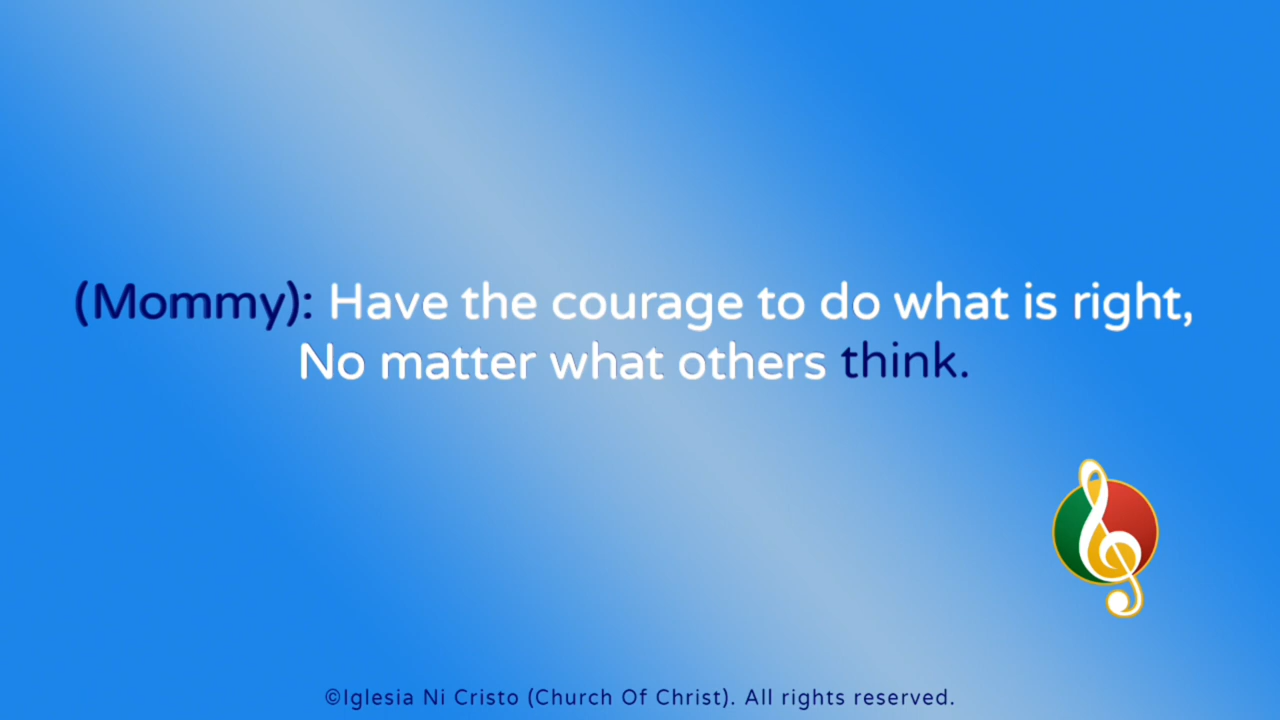 (Mommy): Have the courage to do what is right,
No matter what others think.
©Iglesia Ni Cristo (Church Of Christ). All rights reserved.